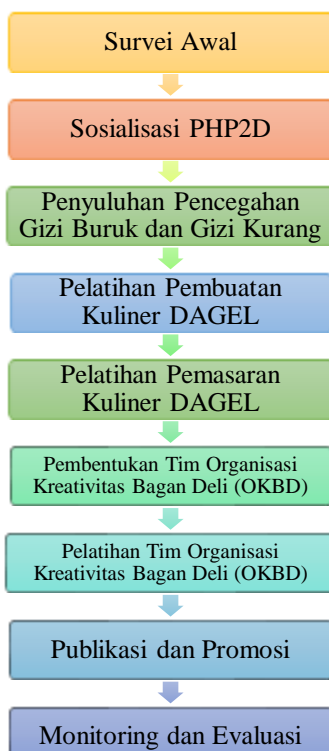 Survei Awal
Sosialisasi PHP2D
Penyuluhan Pencegahan
Gizi Buruk dan Gizi Kurang
Pelatihan Pembuatan
Kuliner DAGEL
Pelatihan Pemasaran
Kuliner DAGEL
Pembentukan Tim Organisasi
Kreativitas Bagan Deli (OKBD)
Pelatihan Tim Organisasi
Kreativitas Bagan Deli (OKBD)
Publikasi dan Promosi
Monitoring dan Evaluasi